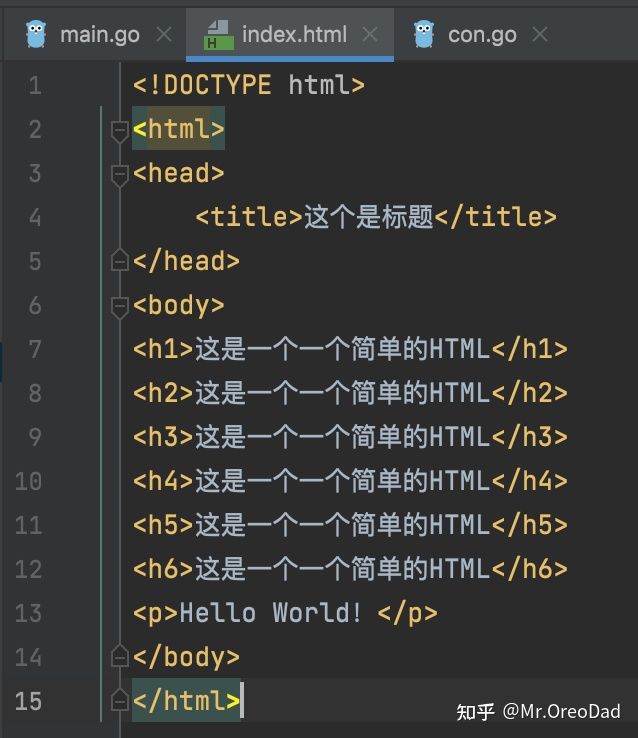 main.go index.html con.go
H
1 <!DOCTYPE html>
2 <html>
3 <head>
4     <title>这个是标题</title>
5 </head>
6 <body>
7 <h1>这是一个一个简单的HTML</h1>
8 <h2>这是一个一个简单的HTML</h2>
9 <h3>这是一个一个简单的HTML</h3>
10 <h4>这是一个一个简单的HTML</h4>
11 <h5>这是一个一个简单的HTML</h5>
12 <h6>这是一个一个简单的HTML</h6>
13 <p>Hello World! </p>
14 </body>
15 </html>
知乎 @Mr.OreoDad